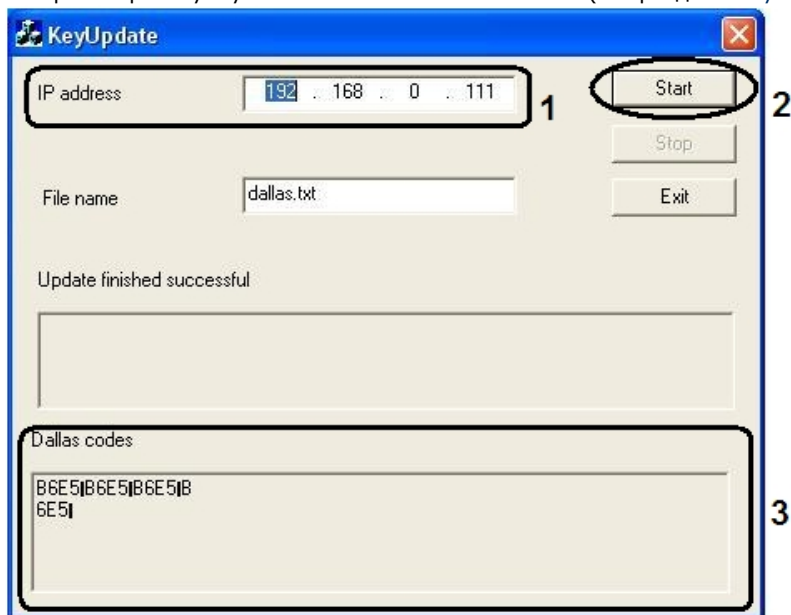 KeyUpdate
IP address 192 . 168 . 0 . 111 1 Start 2
Stop
File name dallas.txt Exit
Update finished successful
Dallas codes
B6E5|B6E5|B6E5|B
6E5|
3